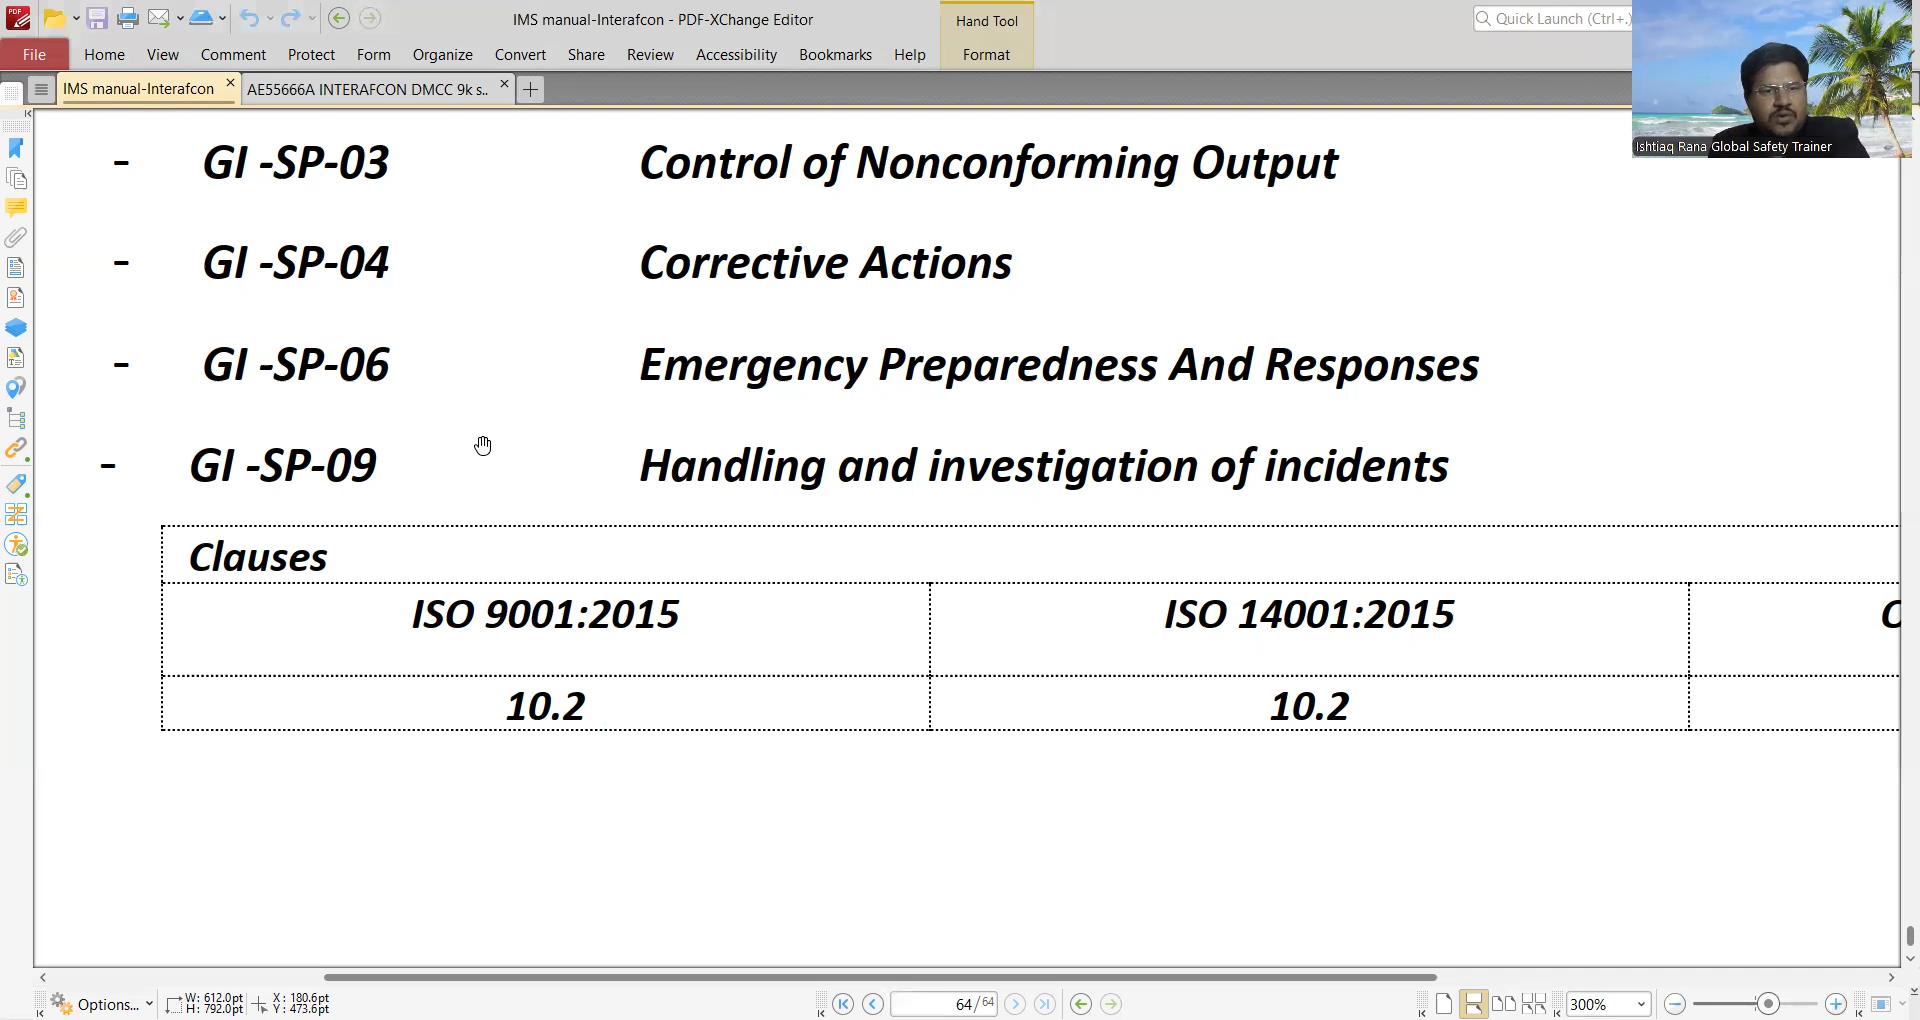 IMS manual-Interafcon - PDF-XChange Editor
Hand Tool
Quick Launch (Ctrl+.)
File Home View Comment Protect Form Organize Convert Share Review Accessibility Bookmarks Help Format
IMS manual-Interafcon
AE55666A INTERAFCON DMCC 9k s..
Ishtiaq Rana Global Safety Trainer
- GI -SP-03 Control of Nonconforming Output
- GI -SP-04 Corrective Actions
- GI -SP-06 Emergency Preparedness And Responses
- GI -SP-09 Handling and investigation of incidents
Clauses
ISO 9001:2015 ISO 14001:2015
10.2 10.2
Options...
W: 612.0pt
H: 792.0pt
X: 180.6pt
Y: 473.6pt
64 / 64
300%